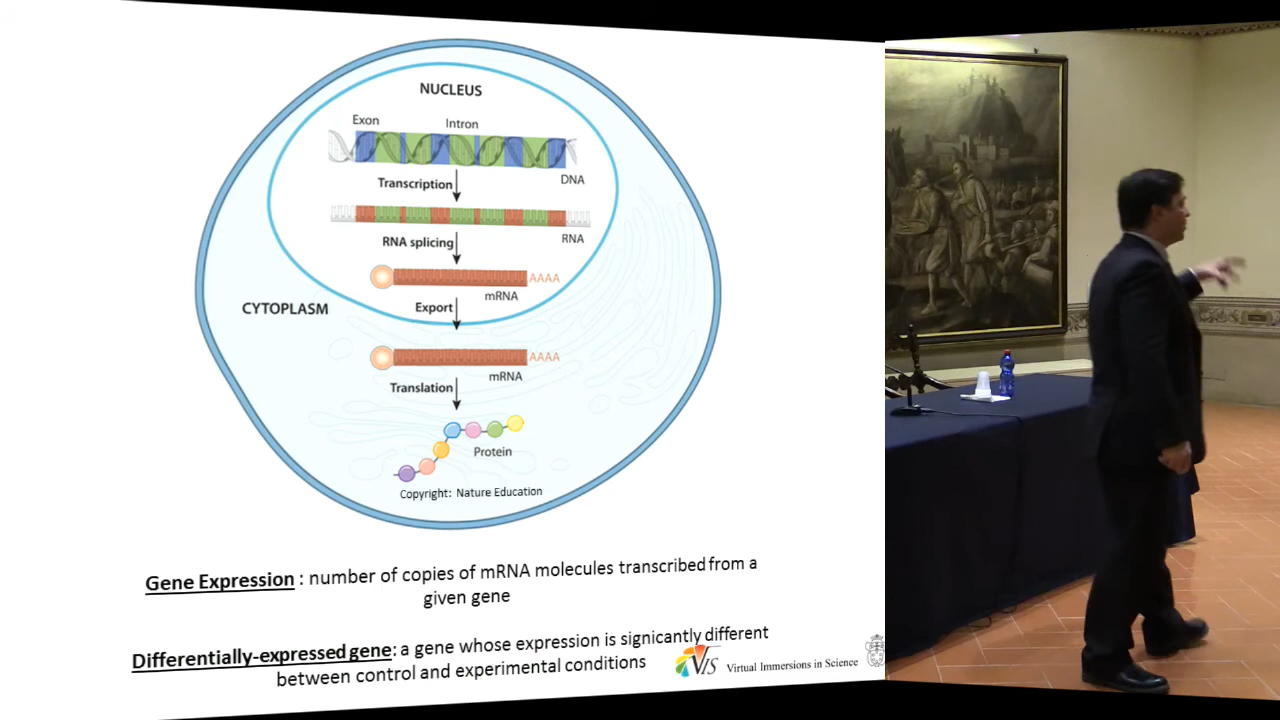 NUCLEUS
Exon
Intron
DNA
Transcription
RNA
RNA splicing
AAAA
mRNA
CYTOPLASM
Export
AAAA
mRNA
Translation
Protein
Copyright: Nature Education
Gene Expression : number of copies of mRNA molecules transcribed from a
given gene
Differentially-expressed gene: a gene whose expression is signicantly different
between control and experimental conditions
VIS Virtual Immersions in Science